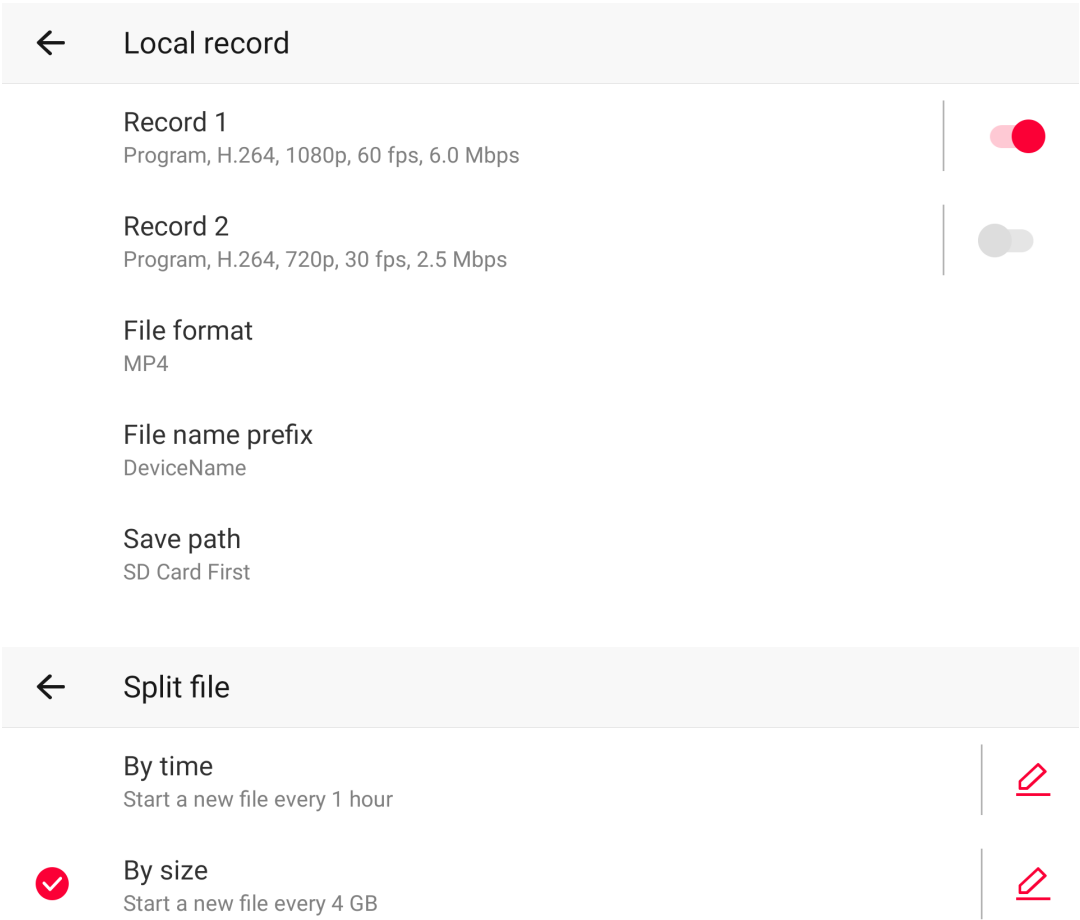 Local record
Record 1
Program, H.264, 1080p, 60 fps, 6.0 Mbps
Record 2
Program, H.264, 720p, 30 fps, 2.5 Mbps
File format
MP4
File name prefix
DeviceName
Save path
SD Card First
Split file
By time
Start a new file every 1 hour
By size
Start a new file every 4 GB